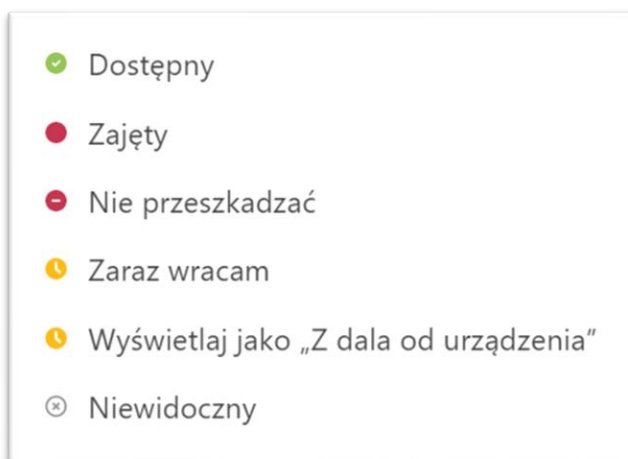 Dostępny
Zajęty
Nie przeszkadzać
Zaraz wracam
Wyświetlaj jako „Z dala od urządzenia”
Niewidoczny